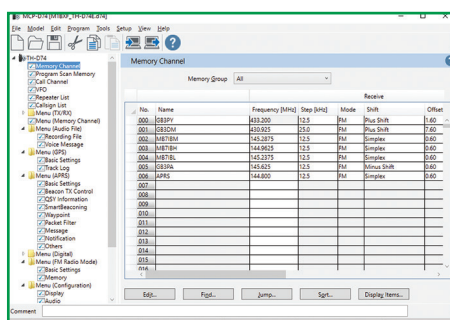 MCP-D74 [M1BXF_TH-D74E.d74]
File Model Edit Program Tools Setup View Help
TH-D74
Memory Channel
Program Scan Memory
Call Channel
VFO
Repeater List
Callsign List
Menu (TX/RX)
Menu (Memory Channel)
Menu (Audio File)
Recording File
Voice Message
Menu (GPS)
Basic Settings
Track Log
Menu (APRS)
Basic Settings
Beacon TX Control
QSY Information
SmartBeaconing
Waypoint
Packet Filter
Message
Notification
Others
Menu (Digital)
Menu (FM Radio Mode)
Basic Settings
Memory
Menu (Configuration)
Display
Audio
Memory Channel
Memory Group All
Receive
No. Name Frequency [MHz] Step [kHz] Mode Shift Offset
000 GB3PY 433.200 12.5 FM Plus Shift 1.60
001 GB3OM 430.925 25.0 FM Plus Shift 7.60
002 MB7IBT 145.2875 12.5 FM Simplex 0.60
003 MB7IBH 144.9625 12.5 FM Simplex 0.60
004 MB7IBL 145.2375 12.5 FM Simplex 0.60
005 GB3PA 145.625 12.5 FM Minus Shift 0.60
006 APRS 144.800 12.5 FM Simplex 0.60
007
008
009
010
011
012
013
014
015
016
Edit... Find... Jump... Sort... Display Items...
Comment